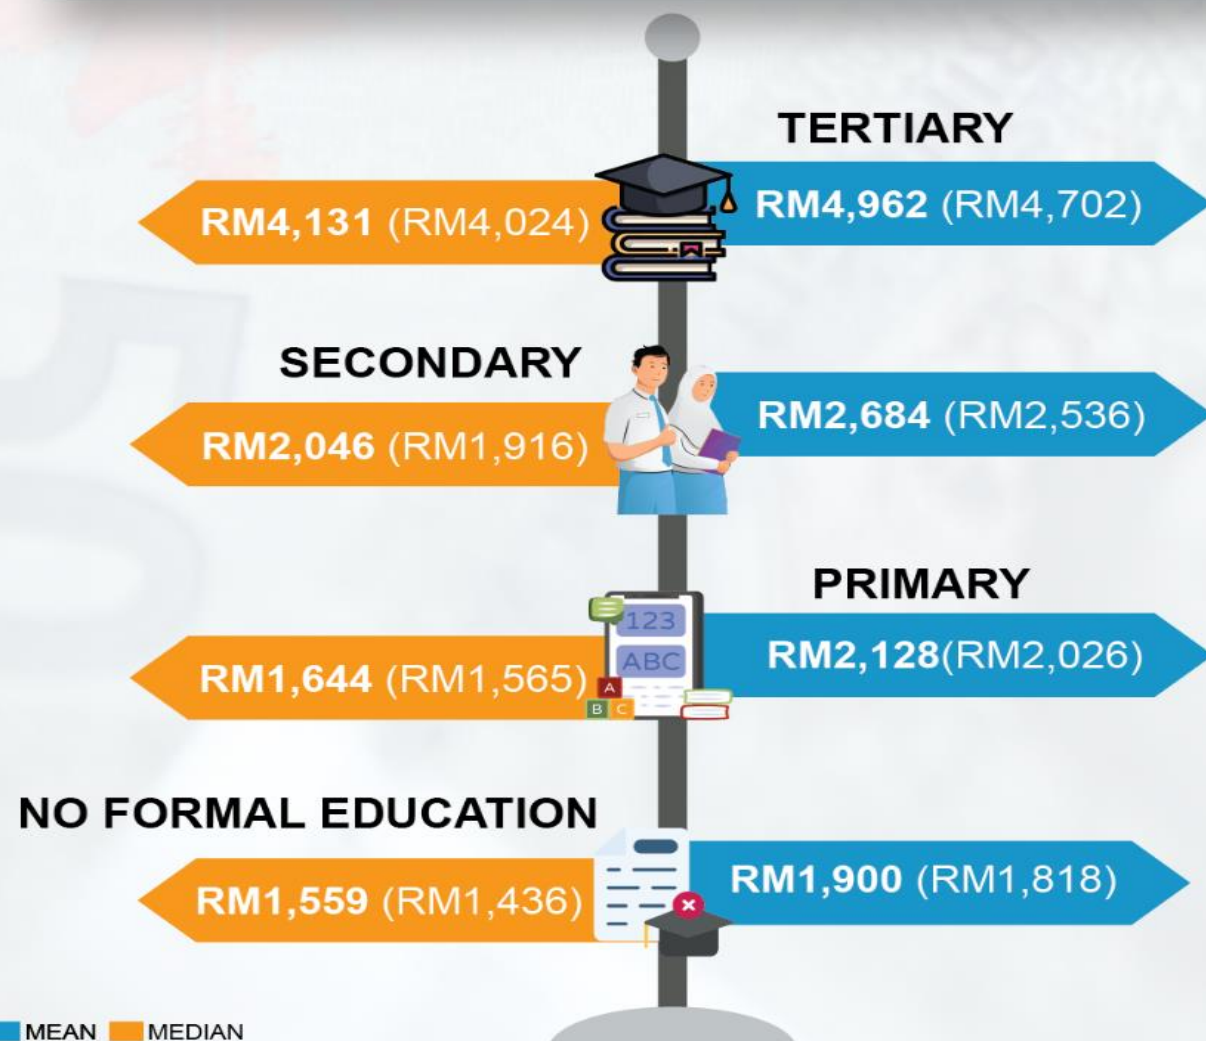 TERTIARY
RM4,131 (RM4,024)
RM4,962 (RM4,702)
SECONDARY
RM2,046 (RM1,916)
RM2,684 (RM2,536)
PRIMARY
123
ABC
A
B C
RM1,644 (RM1,565)
RM2,128(RM2,026)
NO FORMAL EDUCATION
RM1,559 (RM1,436)
RM1,900 (RM1,818)
MEAN MEDIAN
50